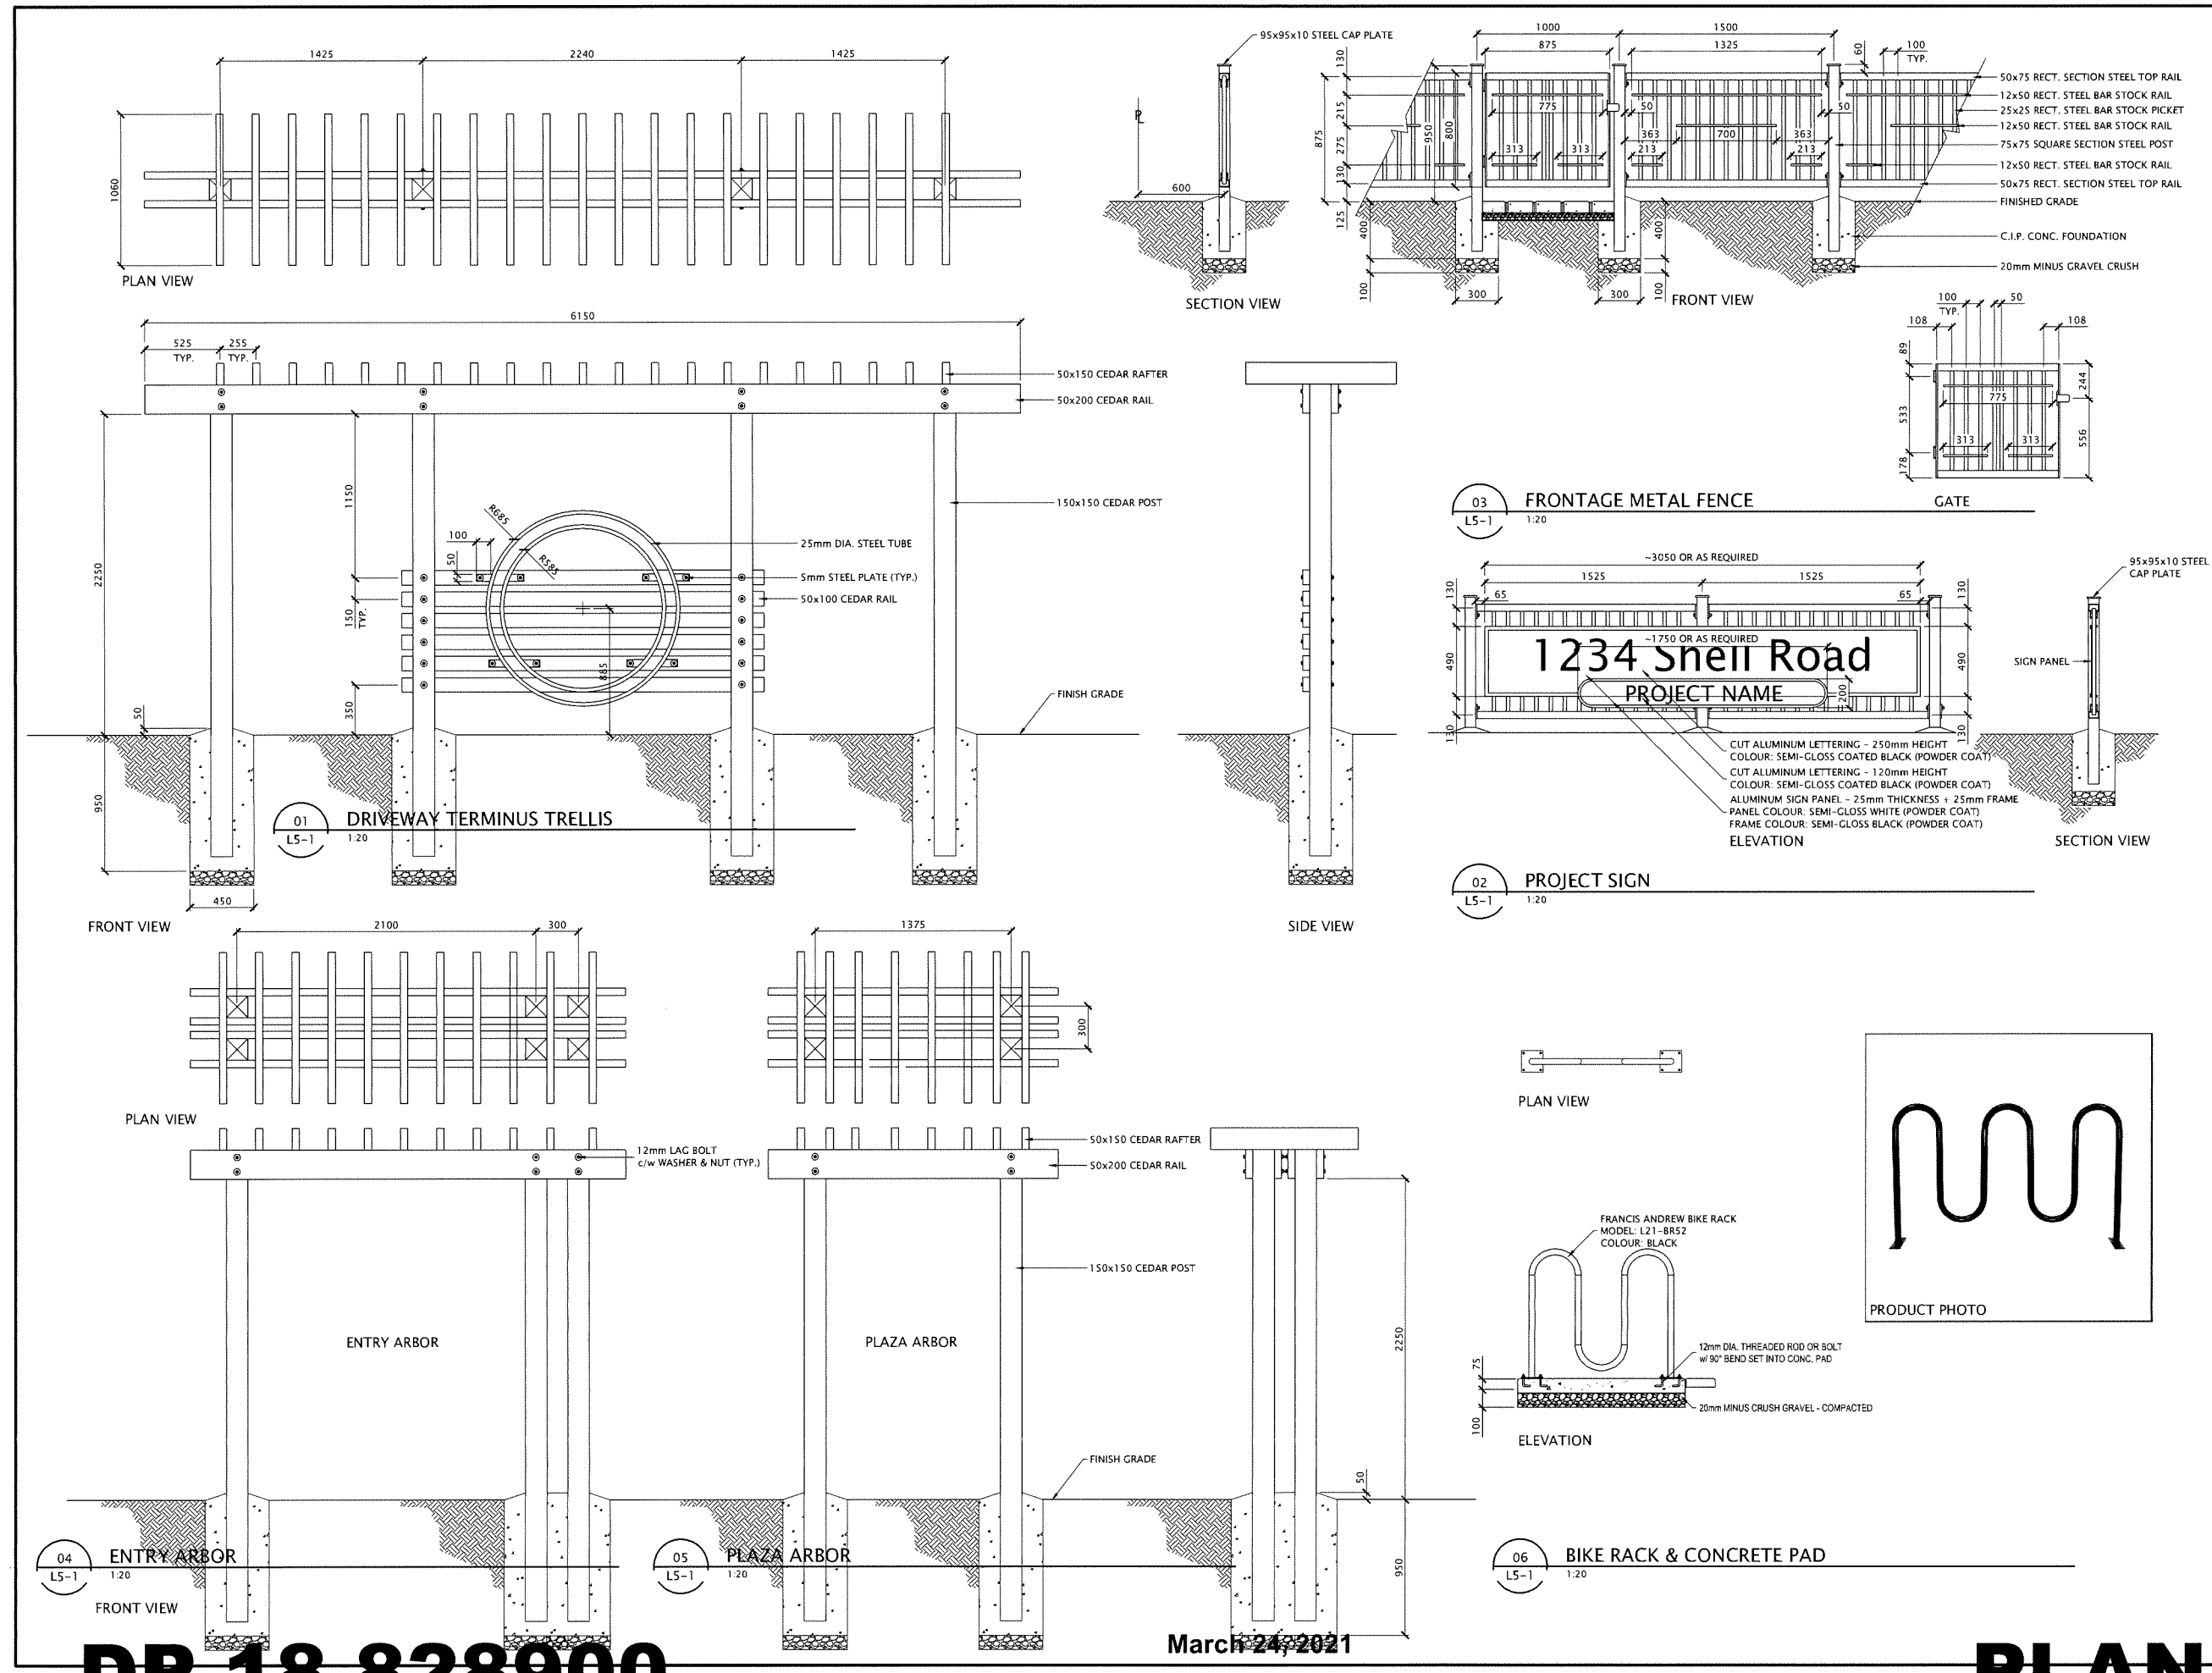 1425
2240
1425
1060
PLAN VIEW
6150
525
TYP.
255
TYP.
50x150 CEDAR RAFTER
50x200 CEDAR RAIL
1150
R685
100
50
R585
25mm DIA. STEEL TUBE
5mm STEEL PLATE (TYP.)
50x100 CEDAR RAIL
150x150 CEDAR POST
2250
150
TYP.
885
350
50
FINISH GRADE
950
01
L5-1
DRIVEWAY TERMINUS TRELLIS
1:20
450
FRONT VIEW
SIDE VIEW
95x95x10 STEEL CAP PLATE
PL
600
SECTION VIEW
1000
1500
875
1325
60
100
TYP.
130
215
275
130
125
875
950
800
775
50
50
363
700
363
313
313
213
213
400
400
100
100
300
300
FRONT VIEW
50x75 RECT. SECTION STEEL TOP RAIL
12x50 RECT. STEEL BAR STOCK RAIL
25x25 RECT. STEEL BAR STOCK PICKET
12x50 RECT. STEEL BAR STOCK RAIL
75x75 SQUARE SECTION STEEL POST
12x50 RECT. STEEL BAR STOCK RAIL
50x75 RECT. SECTION STEEL TOP RAIL
FINISHED GRADE
C.I.P. CONC. FOUNDATION
20mm MINUS GRAVEL CRUSH
100
TYP.
50
108
108
89
533
178
244
556
775
313
313
GATE
03
L5-1
FRONTAGE METAL FENCE
1:20
~3050 OR AS REQUIRED
1525
1525
65
65
130
490
130
130
490
130
~1750 OR AS REQUIRED
1234 Shell Road
PROJECT NAME
200
95x95x10 STEEL
CAP PLATE
SIGN PANEL
CUT ALUMINUM LETTERING - 250mm HEIGHT
COLOUR: SEMI-GLOSS COATED BLACK (POWDER COAT)
CUT ALUMINUM LETTERING - 120mm HEIGHT
COLOUR: SEMI-GLOSS COATED BLACK (POWDER COAT)
ALUMINUM SIGN PANEL - 25mm THICKNESS + 25mm FRAME
PANEL COLOUR: SEMI-GLOSS WHITE (POWDER COAT)
FRAME COLOUR: SEMI-GLOSS BLACK (POWDER COAT)
ELEVATION
SECTION VIEW
02
L5-1
PROJECT SIGN
1:20
2100
300
PLAN VIEW
12mm LAG BOLT
c/w WASHER & NUT (TYP.)
ENTRY ARBOR
04
L5-1
ENTRY ARBOR
1:20
FRONT VIEW
1375
300
50x150 CEDAR RAFTER
50x200 CEDAR RAIL
150x150 CEDAR POST
PLAZA ARBOR
FINISH GRADE
2250
50
950
05
L5-1
PLAZA ARBOR
1:20
PLAN VIEW
FRANCIS ANDREW BIKE RACK
MODEL: L21-BR52
COLOUR: BLACK
12mm DIA. THREADED ROD OR BOLT
w/ 90° BEND SET INTO CONC. PAD
75
100
20mm MINUS CRUSH GRAVEL - COMPACTED
ELEVATION
PRODUCT PHOTO
06
L5-1
BIKE RACK & CONCRETE PAD
1:20
DP 18 828900
March 24, 2021
PLAN